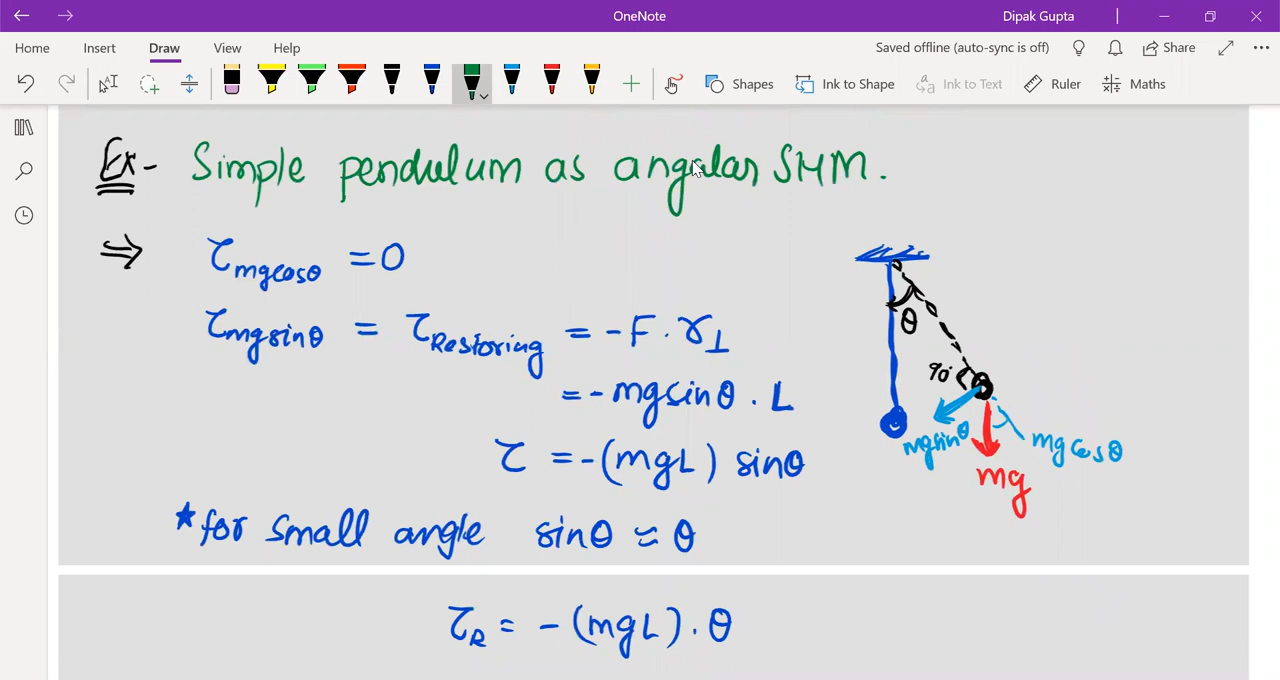 OneNote
Dipak Gupta
Home Insert Draw View Help
Saved offline (auto-sync is off)
Share
Shapes
Ink to Shape
Ink to Text
Ruler
Maths
Ex- Simple pendulum as angular SHM.
⇒ τmgcosθ = 0
τmgsinθ = τRestoring = -F . r⊥
= - mgsinθ . L
τ = -(mgL) sinθ
*for small angle sinθ ≈ θ
τR = - (mgL) . θ
θ
90°
mgsinθ
mgcosθ
mg